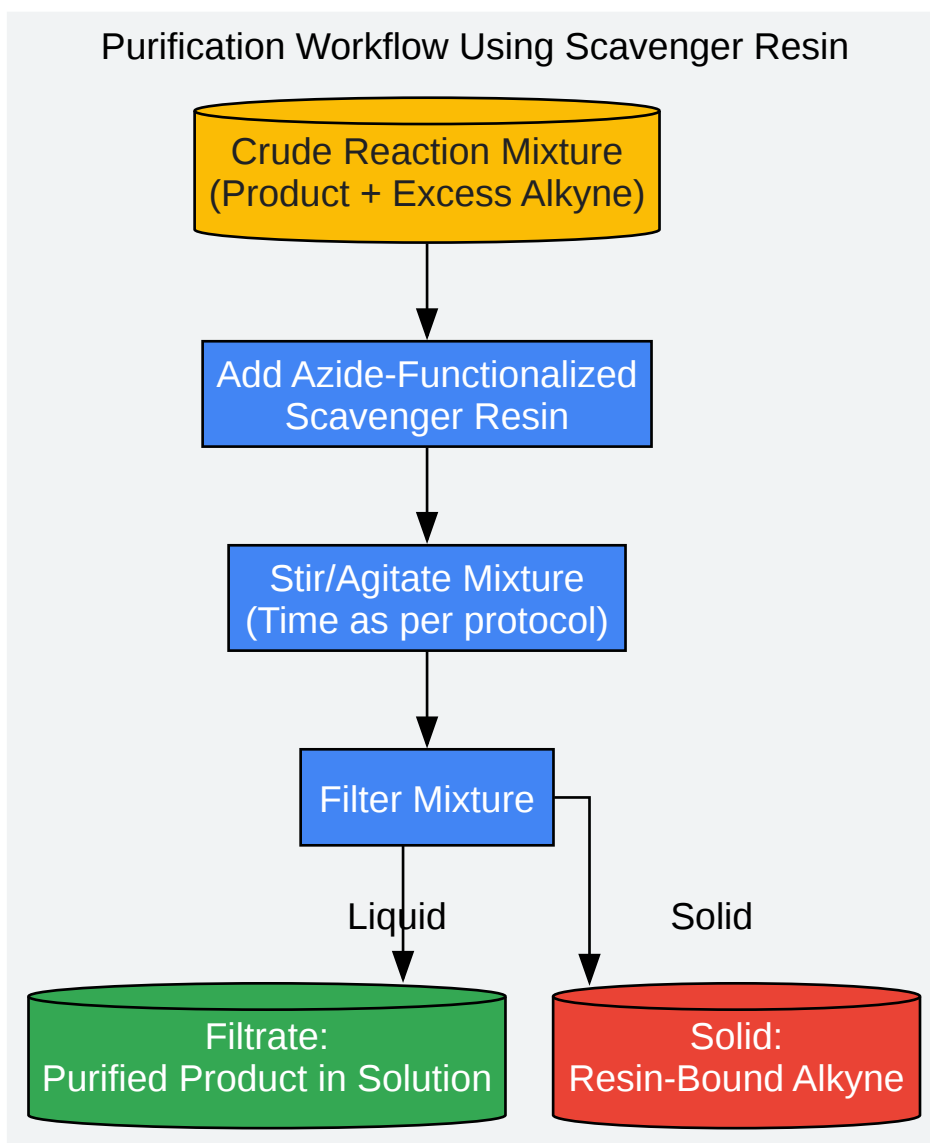 Purification Workflow Using Scavenger Resin
Crude Reaction Mixture
(Product + Excess Alkyne)
Add Azide-Functionalized
Scavenger Resin
Stir/Agitate Mixture
(Time as per protocol)
Filter Mixture
Liquid
Solid
Filtrate:
Purified Product in Solution
Solid:
Resin-Bound Alkyne